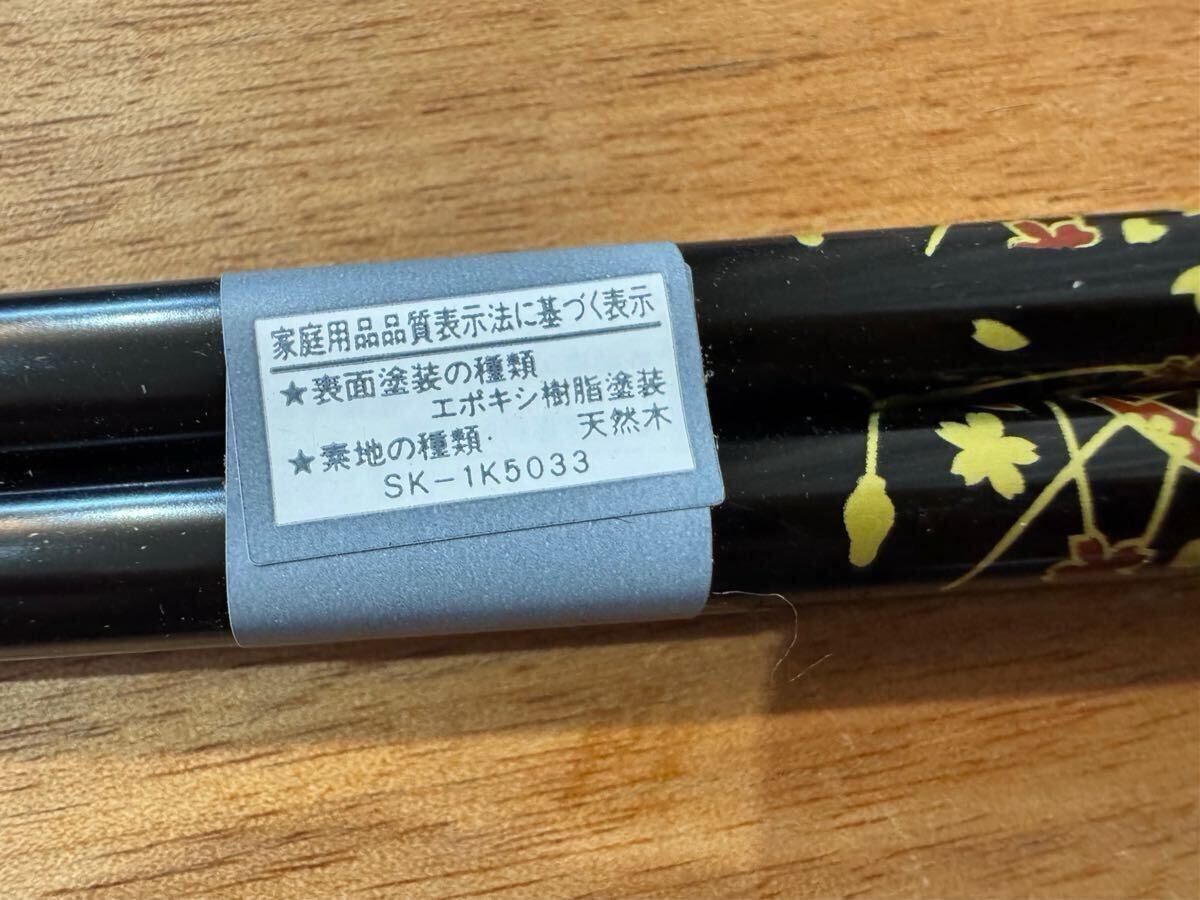 家庭用品品質表示法に基づく表示
★表面塗装の種類
エポキシ樹脂塗装
★素地の種類 天然木
SK-1K5033